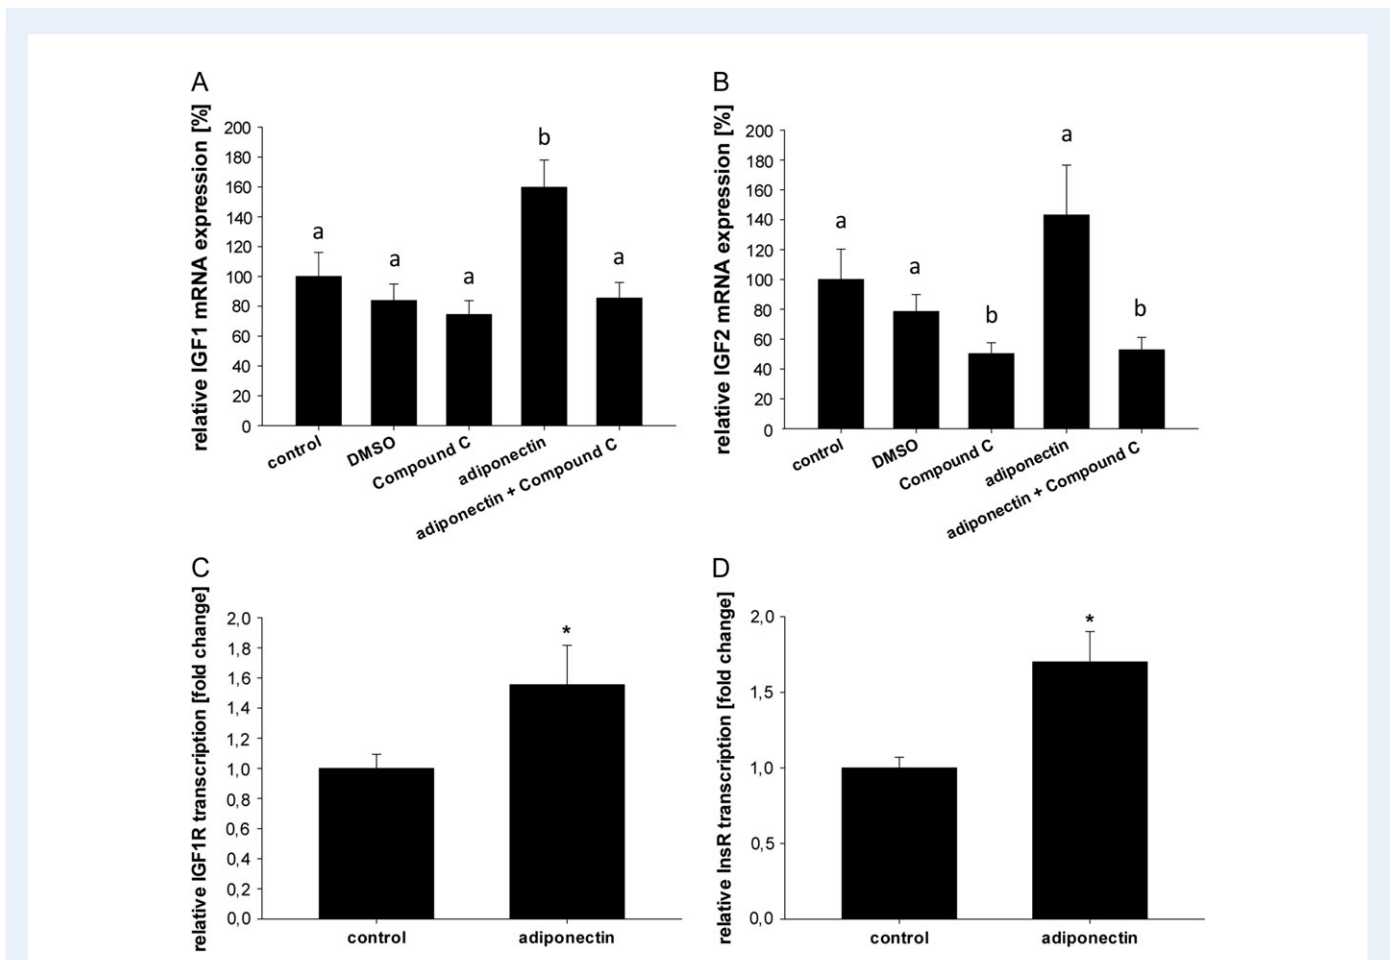 A
relative IGF1 mRNA expression [%]
200
180
160
140
120
100
80
60
40
20
0
a
a
a
b
a
control
DMSO
Compound C
adiponectin
adiponectin + Compound C
B
relative IGF2 mRNA expression [%]
200
180
160
140
120
100
80
60
40
20
0
a
a
b
a
b
control
DMSO
Compound C
adiponectin
adiponectin + Compound C
C
relative IGF1R transcription [fold change]
2,0
1,8
1,6
1,4
1,2
1,0
0,8
0,6
0,4
0,2
0,0
*
control
adiponectin
D
relative InsR transcription [fold change]
2,0
1,5
1,0
0,5
0,0
*
control
adiponectin